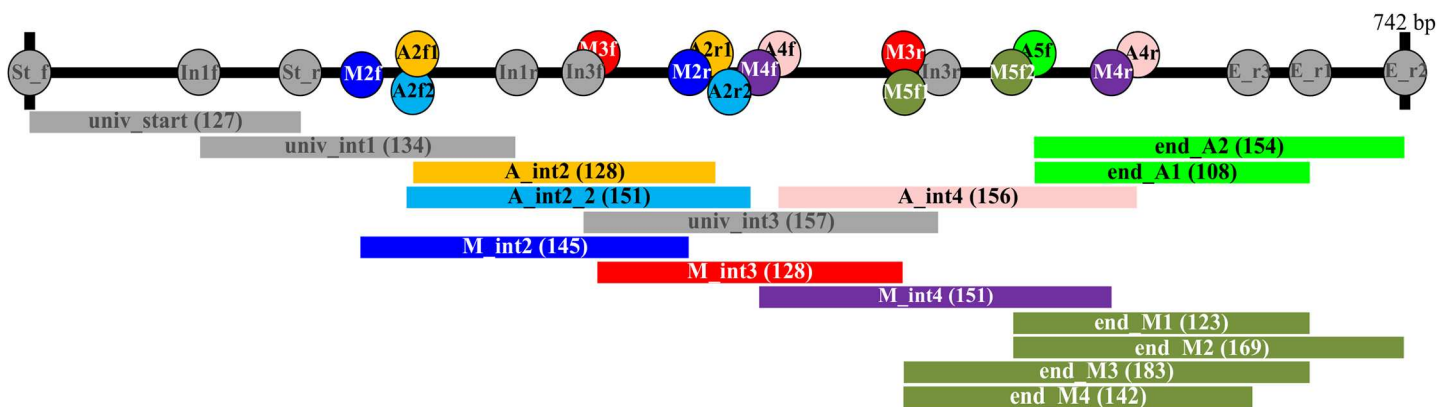 742 bp
A2f1 M3f A2r1 A4f M3r A5f A4r
St_f In1f St_r M2f In1r In3f M2r M4f In3r M5f2 M4r E_r3 E_r1 E_r2
A2f2 A2r2 M5f1
univ_start (127)
univ_int1 (134) end_A2 (154)
A_int2 (128) end_A1 (108)
A_int2_2 (151) A_int4 (156)
univ_int3 (157)
M_int2 (145)
M_int3 (128)
M_int4 (151)
end_M1 (123)
end_M2 (169)
end_M3 (183)
end_M4 (142)